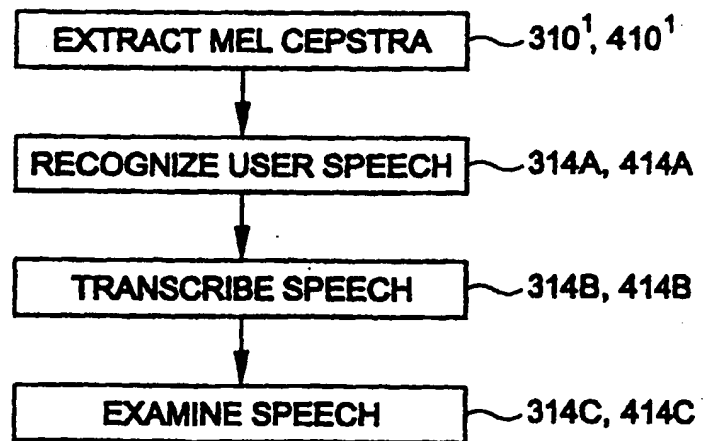 EXTRACT MEL CEPSTRA 310¹, 410¹
RECOGNIZE USER SPEECH 314A, 414A
TRANSCRIBE SPEECH 314B, 414B
EXAMINE SPEECH 314C, 414C